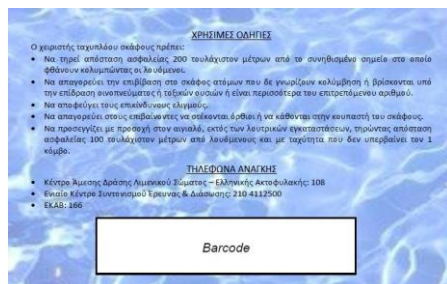 ΧΡΗΣΙΜΕΣ ΟΔΗΓΙΕΣ
Ο χειριστής ταχυπλόου σκάφους πρέπει:
• Να τηρεί απόσταση ασφαλείας 200 τουλάχιστον μέτρων από το συνηθισμένο σημείο στο οποίο
φθάνουν κολυμπώντας οι λουόμενοι.
• Να απαγορεύει την επιβίβαση στο σκάφος ατόμων που δε γνωρίζουν κολύμβηση ή βρίσκονται υπό
την επίδραση οινοπνεύματος ή τοξικών ουσιών ή είναι περισσότερα του επιτρεπόμενου αριθμού.
• Να αποφεύγει τους επικίνδυνους ελιγμούς.
• Να απαγορεύει στους επιβαίνοντες να στέκονται όρθιοι ή να κάθονται στην κουπαστή του σκάφους.
• Να προσεγγίζει με προσοχή στον αιγιαλό, εκτός των λουτρικών εγκαταστάσεων, τηρώντας απόσταση
ασφαλείας 100 τουλάχιστον μέτρων από λουόμενους και με ταχύτητα που δεν υπερβαίνει τον 1
κόμβο.
ΤΗΛΕΦΩΝΑ ΑΝΑΓΚΗΣ
• Κέντρο Άμεσης Δράσης Λιμενικού Σώματος – Ελληνικής Ακτοφυλακής: 108
• Ενιαίο Κέντρο Συντονισμού Έρευνας & Διάσωσης: 210 4112500
• ΕΚΑΒ: 166
Barcode